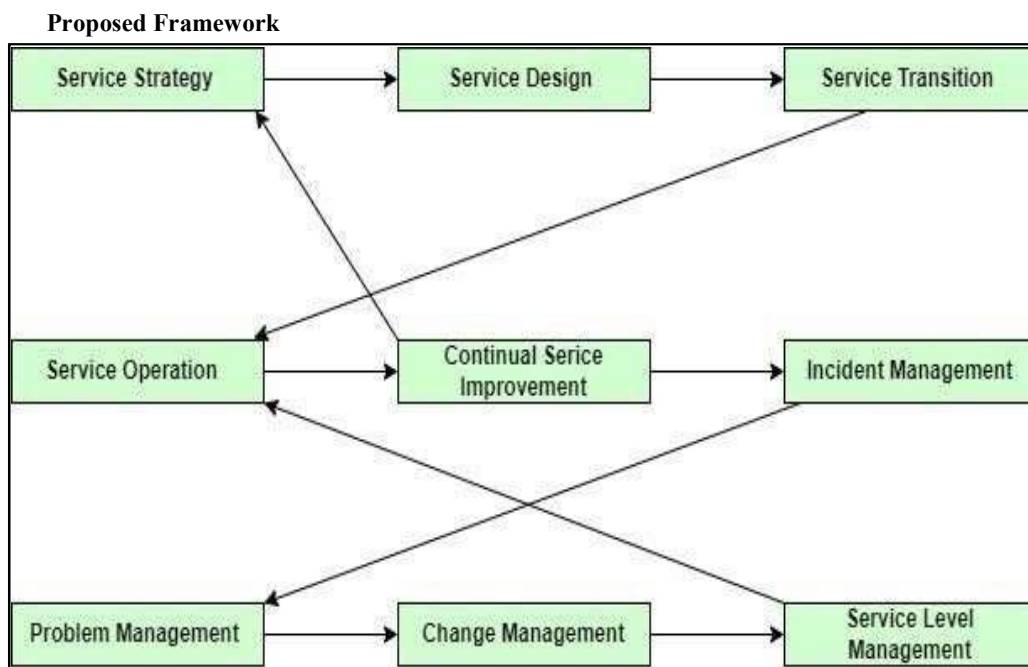 Proposed Framework
Service Strategy
Service Design
Service Transition
Service Operation
Continual Serice
Improvement
Incident Management
Problem Management
Change Management
Service Level
Management